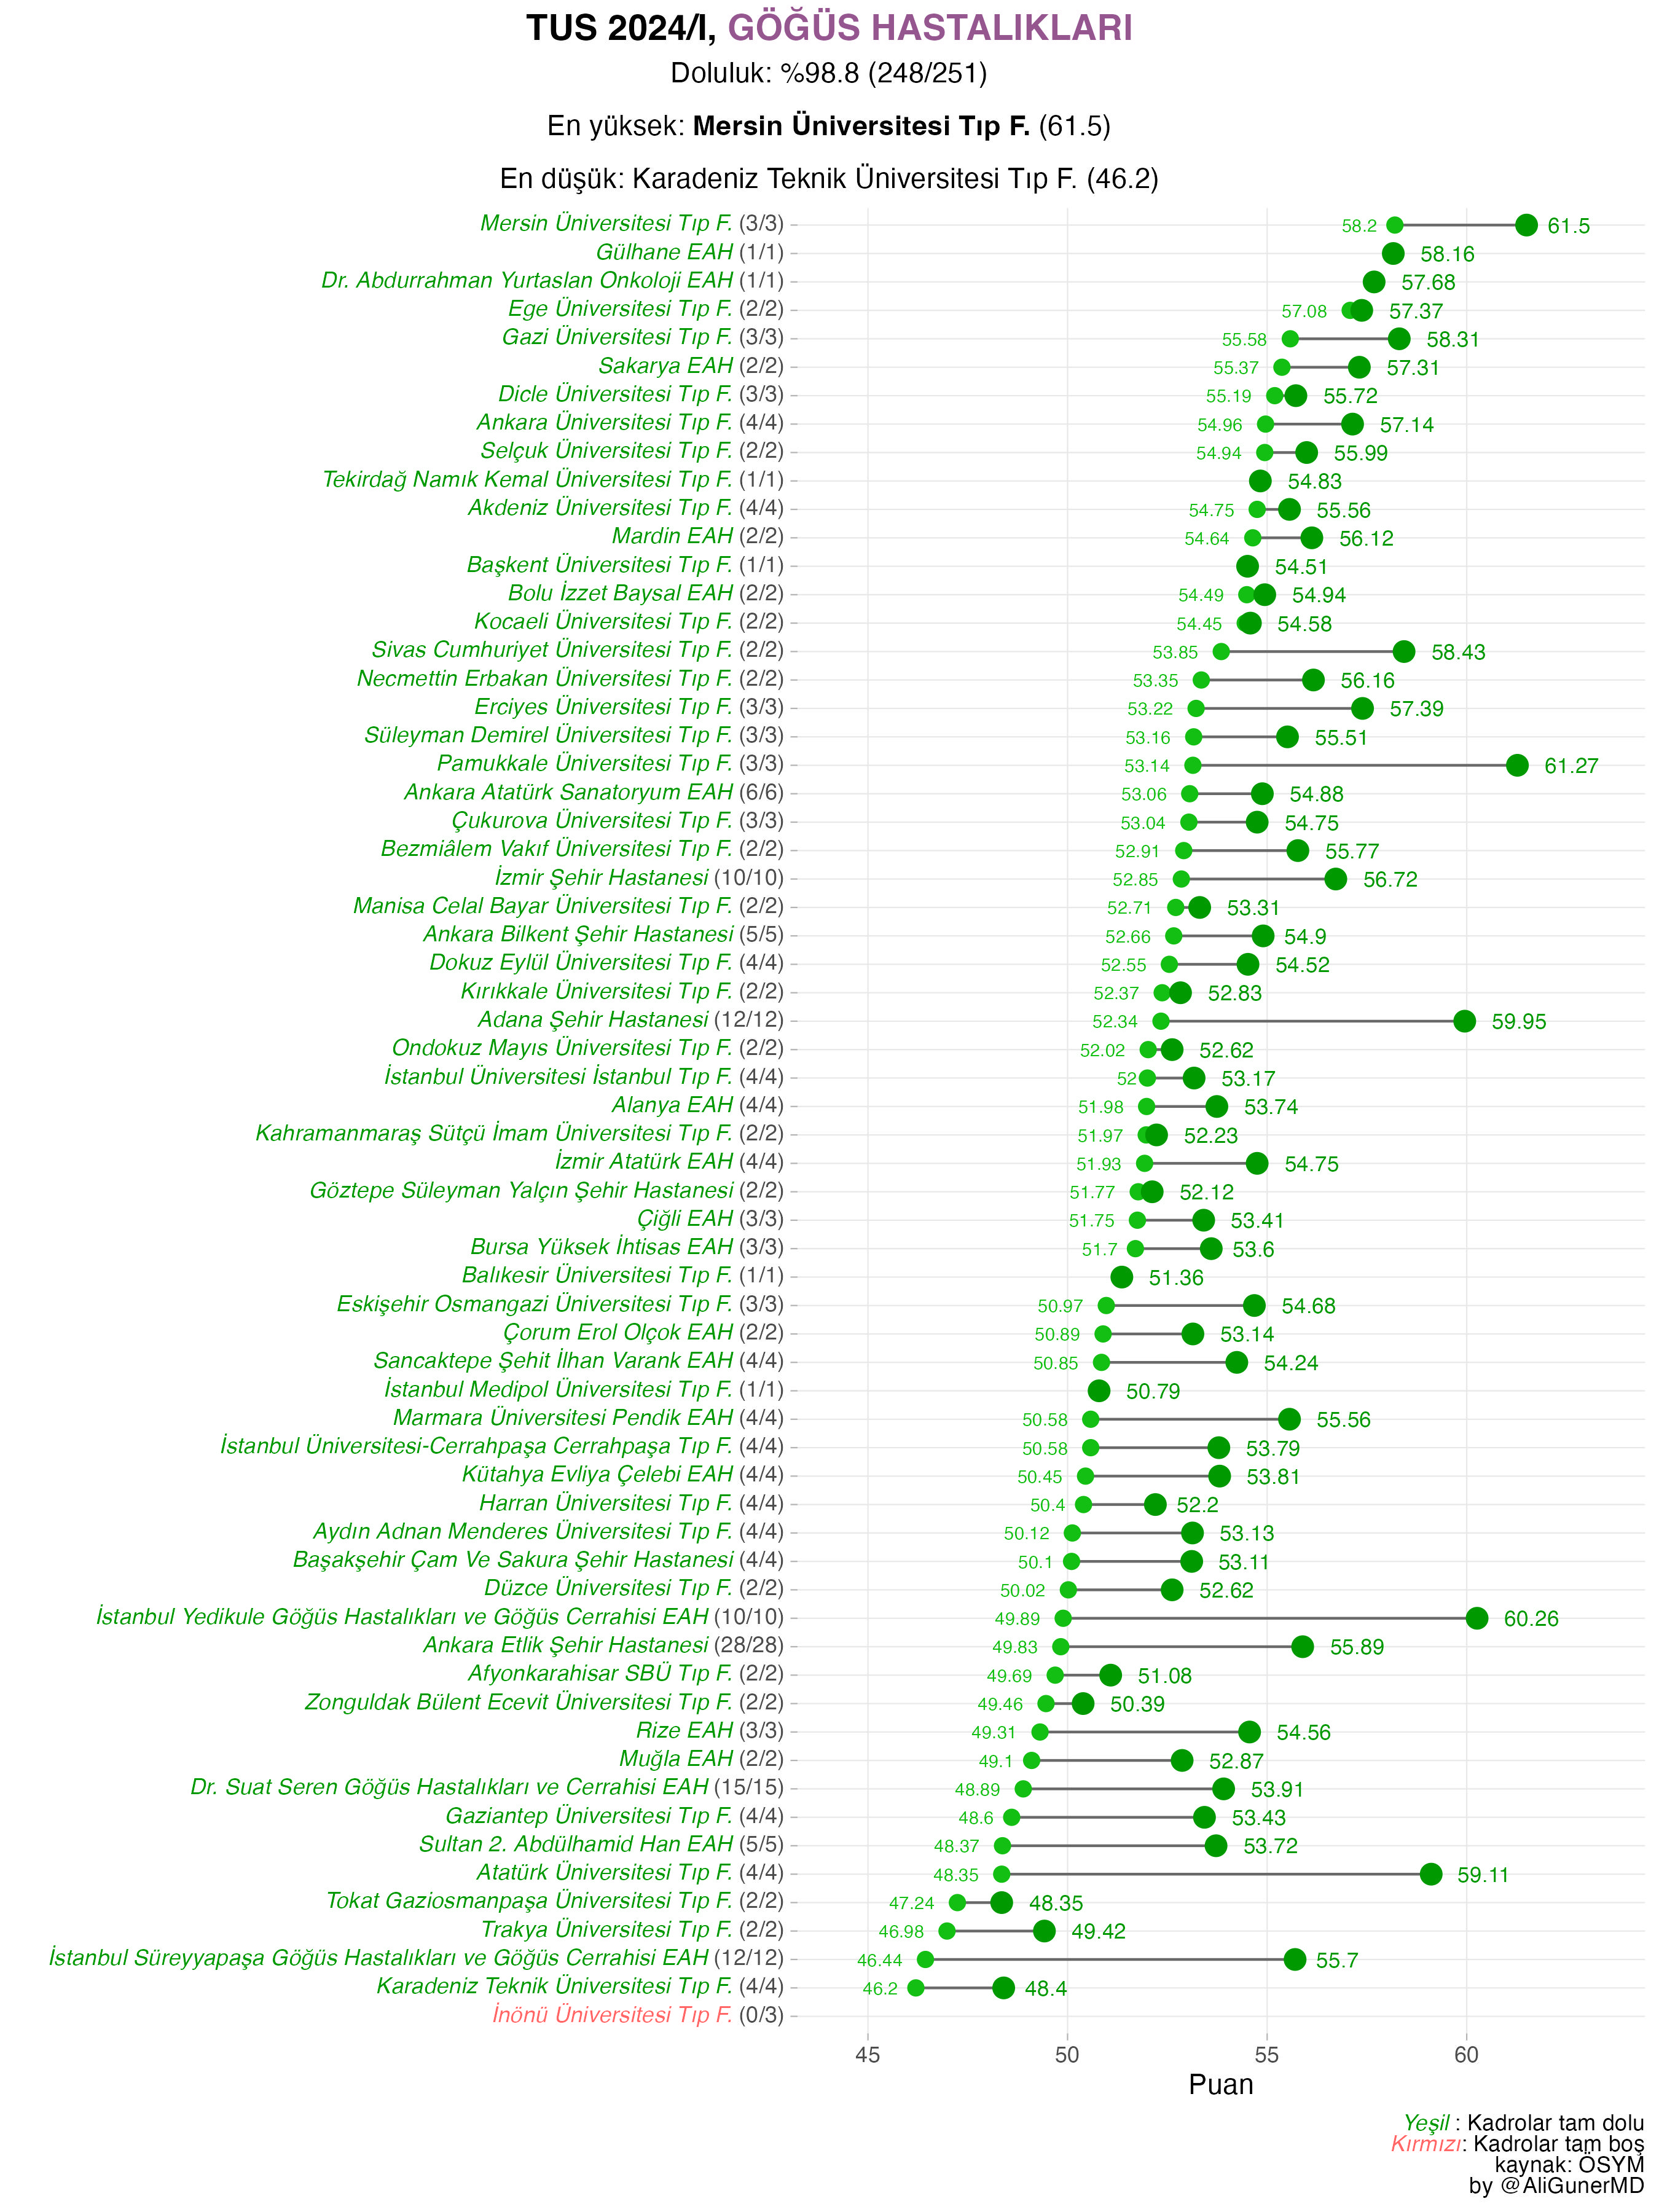 TUS 2024/I, GÖĞÜS HASTALIKLARI
Doluluk: %98.8 (248/251)
En yüksek: Mersin Üniversitesi Tıp F. (61.5)
En düşük: Karadeniz Teknik Üniversitesi Tıp F. (46.2)
Mersin Üniversitesi Tıp F. (3/3) 58.2 61.5
Gülhane EAH (1/1) 58.16
Dr. Abdurrahman Yurtaslan Onkoloji EAH (1/1) 57.68
Ege Üniversitesi Tıp F. (2/2) 57.08 57.37
Gazi Üniversitesi Tıp F. (3/3) 55.58 58.31
Sakarya EAH (2/2) 55.37 57.31
Dicle Üniversitesi Tıp F. (3/3) 55.19 55.72
Ankara Üniversitesi Tıp F. (4/4) 54.96 57.14
Selçuk Üniversitesi Tıp F. (2/2) 54.94 55.99
Tekirdağ Namık Kemal Üniversitesi Tıp F. (1/1) 54.83
Akdeniz Üniversitesi Tıp F. (4/4) 54.75 55.56
Mardin EAH (2/2) 54.64 56.12
Başkent Üniversitesi Tıp F. (1/1) 54.51
Bolu İzzet Baysal EAH (2/2) 54.49 54.94
Kocaeli Üniversitesi Tıp F. (2/2) 54.45 54.58
Sivas Cumhuriyet Üniversitesi Tıp F. (2/2) 53.85 58.43
Necmettin Erbakan Üniversitesi Tıp F. (2/2) 53.35 56.16
Erciyes Üniversitesi Tıp F. (3/3) 53.22 57.39
Süleyman Demirel Üniversitesi Tıp F. (3/3) 53.16 55.51
Pamukkale Üniversitesi Tıp F. (3/3) 53.14 61.27
Ankara Atatürk Sanatoryum EAH (6/6) 53.06 54.88
Çukurova Üniversitesi Tıp F. (3/3) 53.04 54.75
Bezmiâlem Vakıf Üniversitesi Tıp F. (2/2) 52.91 55.77
İzmir Şehir Hastanesi (10/10) 52.85 56.72
Manisa Celal Bayar Üniversitesi Tıp F. (2/2) 52.71 53.31
Ankara Bilkent Şehir Hastanesi (5/5) 52.66 54.9
Dokuz Eylül Üniversitesi Tıp F. (4/4) 52.55 54.52
Kırıkkale Üniversitesi Tıp F. (2/2) 52.37 52.83
Adana Şehir Hastanesi (12/12) 52.34 59.95
Ondokuz Mayıs Üniversitesi Tıp F. (2/2) 52.02 52.62
İstanbul Üniversitesi İstanbul Tıp F. (4/4) 52 53.17
Alanya EAH (4/4) 51.98 53.74
Kahramanmaraş Sütçü İmam Üniversitesi Tıp F. (2/2) 51.97 52.23
İzmir Atatürk EAH (4/4) 51.93 54.75
Göztepe Süleyman Yalçın Şehir Hastanesi (2/2) 51.77 52.12
Çiğli EAH (3/3) 51.75 53.41
Bursa Yüksek İhtisas EAH (3/3) 51.7 53.6
Balıkesir Üniversitesi Tıp F. (1/1) 51.36
Eskişehir Osmangazi Üniversitesi Tıp F. (3/3) 50.97 54.68
Çorum Erol Olçok EAH (2/2) 50.89 53.14
Sancaktepe Şehit İlhan Varank EAH (4/4) 50.85 54.24
İstanbul Medipol Üniversitesi Tıp F. (1/1) 50.79
Marmara Üniversitesi Pendik EAH (4/4) 50.58 55.56
İstanbul Üniversitesi-Cerrahpaşa Cerrahpaşa Tıp F. (4/4) 50.58 53.79
Kütahya Evliya Çelebi EAH (4/4) 50.45 53.81
Harran Üniversitesi Tıp F. (4/4) 50.4 52.2
Aydın Adnan Menderes Üniversitesi Tıp F. (4/4) 50.12 53.13
Başakşehir Çam Ve Sakura Şehir Hastanesi (4/4) 50.1 53.11
Düzce Üniversitesi Tıp F. (2/2) 50.02 52.62
İstanbul Yedikule Göğüs Hastalıkları ve Göğüs Cerrahisi EAH (10/10) 49.89 60.26
Ankara Etlik Şehir Hastanesi (28/28) 49.83 55.89
Afyonkarahisar SBÜ Tıp F. (2/2) 49.69 51.08
Zonguldak Bülent Ecevit Üniversitesi Tıp F. (2/2) 49.46 50.39
Rize EAH (3/3) 49.31 54.56
Muğla EAH (2/2) 49.1 52.87
Dr. Suat Seren Göğüs Hastalıkları ve Cerrahisi EAH (15/15) 48.89 53.91
Gaziantep Üniversitesi Tıp F. (4/4) 48.6 53.43
Sultan 2. Abdülhamid Han EAH (5/5) 48.37 53.72
Atatürk Üniversitesi Tıp F. (4/4) 48.35 59.11
Tokat Gaziosmanpaşa Üniversitesi Tıp F. (2/2) 47.24 48.35
Trakya Üniversitesi Tıp F. (2/2) 46.98 49.42
İstanbul Süreyyapaşa Göğüs Hastalıkları ve Göğüs Cerrahisi EAH (12/12) 46.44 55.7
Karadeniz Teknik Üniversitesi Tıp F. (4/4) 46.2 48.4
İnönü Üniversitesi Tıp F. (0/3)
45 50 55 60
Puan
Yeşil : Kadrolar tam dolu
Kırmızı: Kadrolar tam boş
kaynak: ÖSYM
by @AliGunerMD